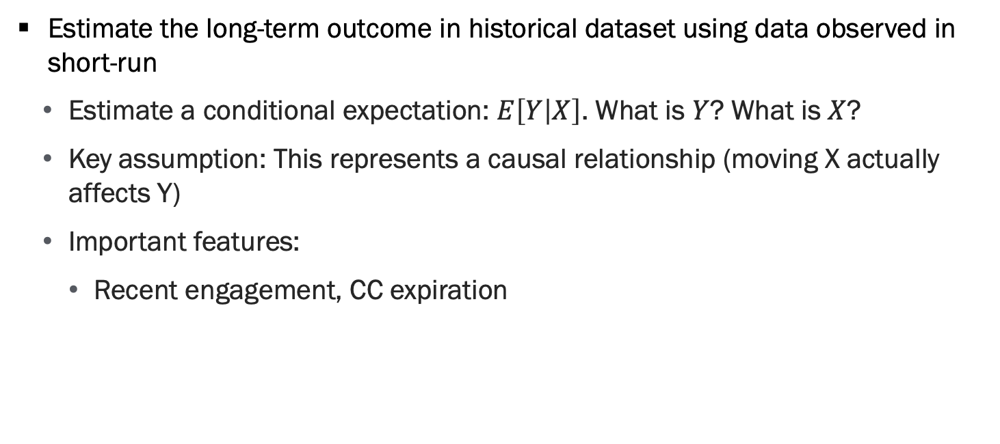 ▪ Estimate the long-term outcome in historical dataset using data observed in
short-run
• Estimate a conditional expectation: E[Y|X]. What is Y? What is X?
• Key assumption: This represents a causal relationship (moving X actually
affects Y)
• Important features:
• Recent engagement, CC expiration